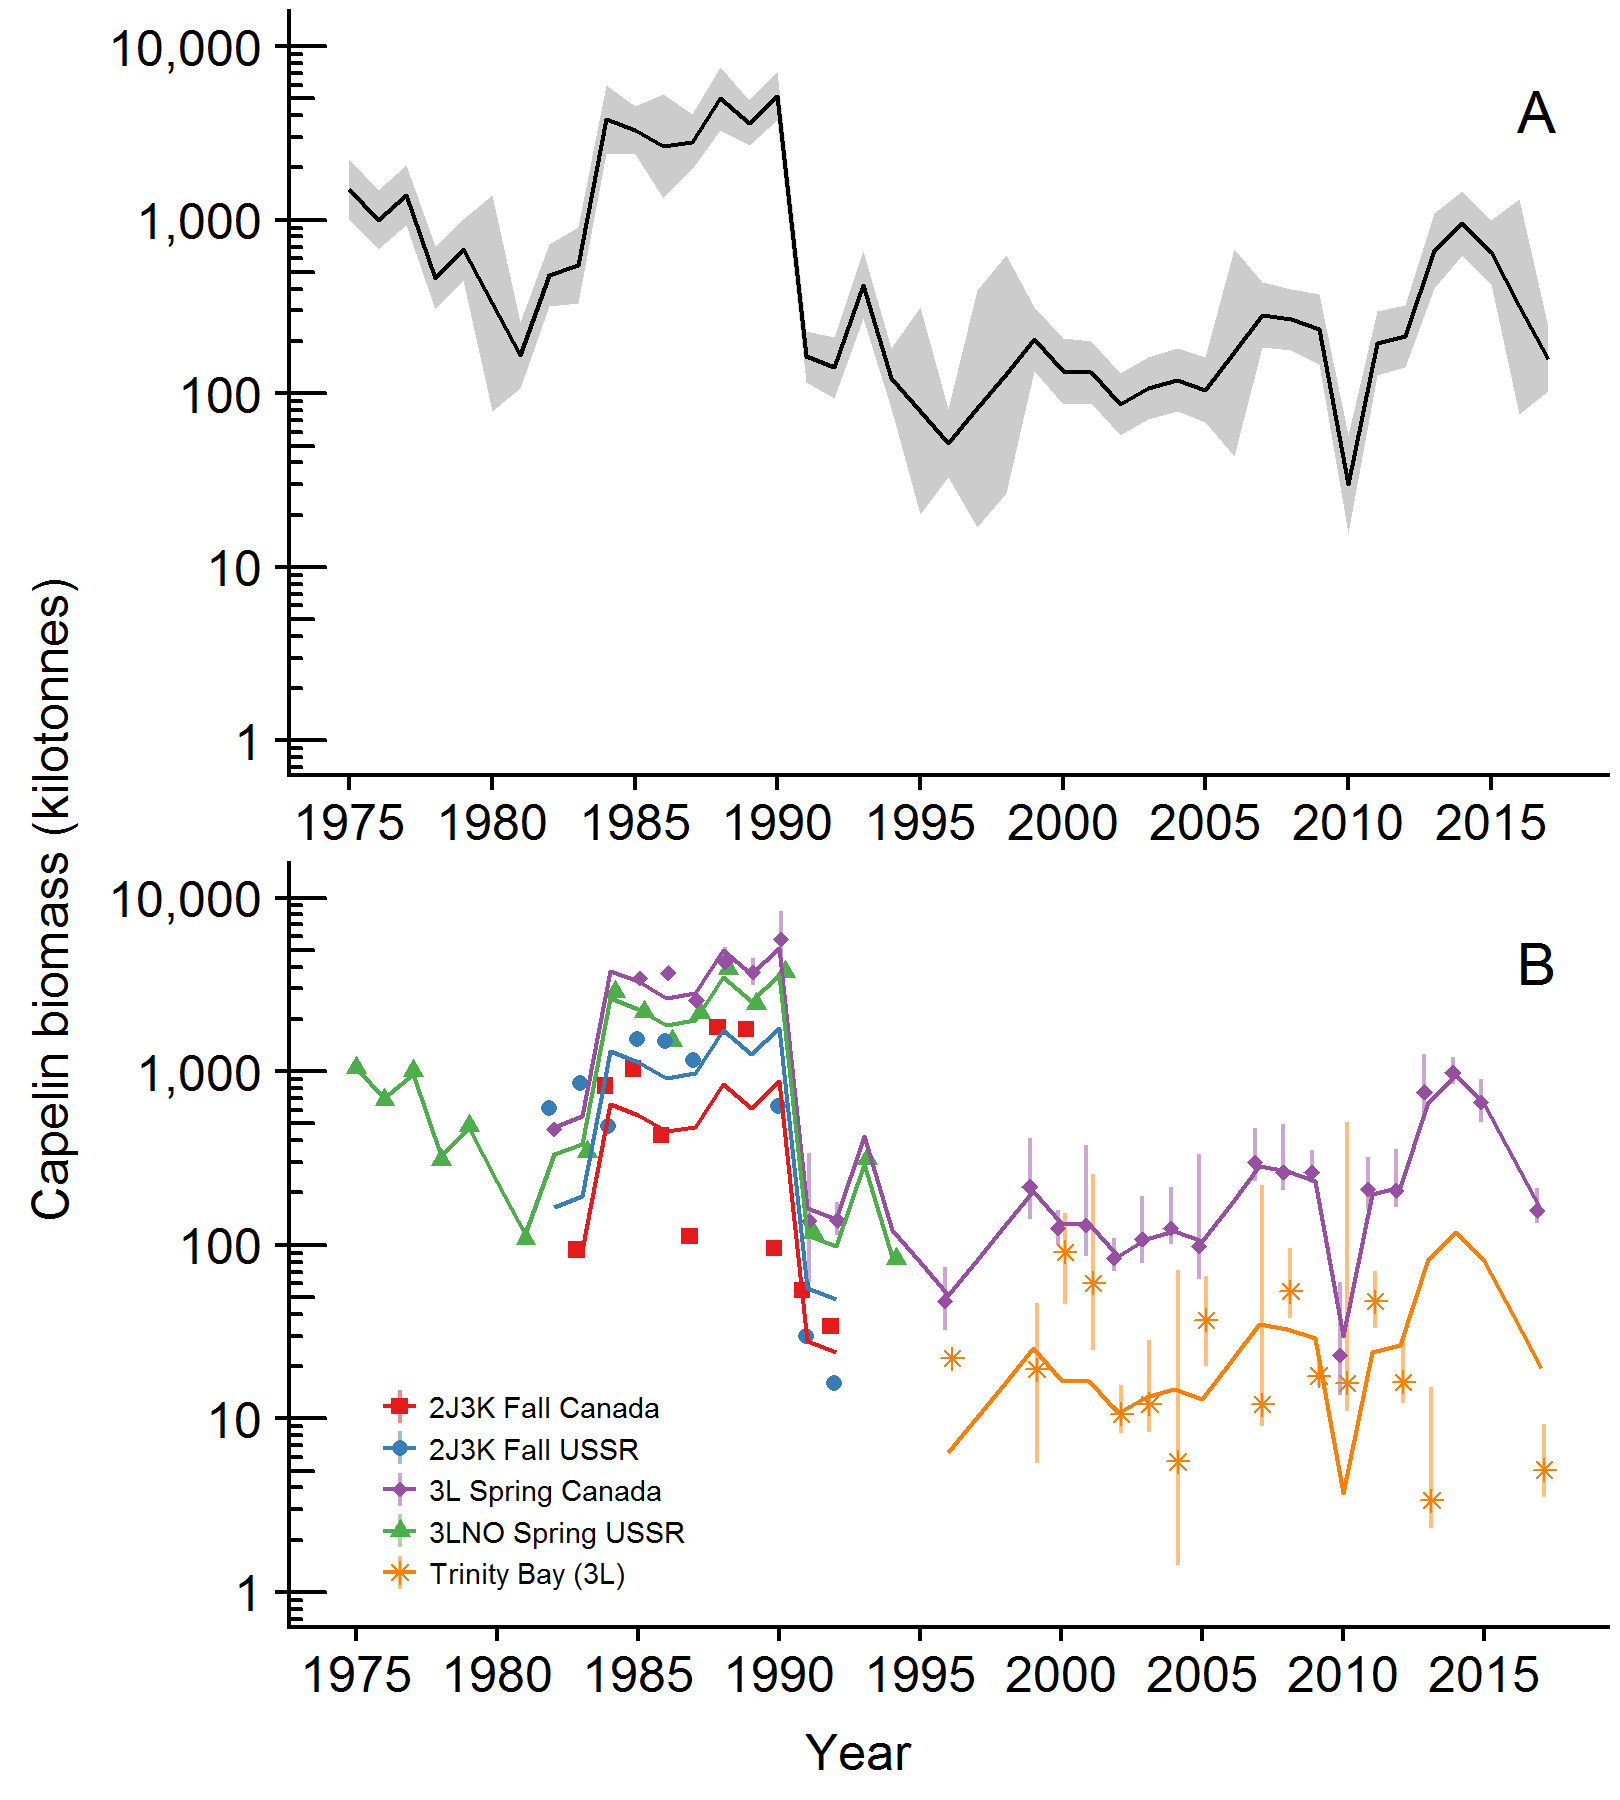 10,000
A
1,000
100
10
1
1975 1980 1985 1990 1995 2000 2005 2010 2015
Capelin biomass (kilotonnes)
10,000
B
1,000
100
10
1
2J3K Fall Canada
2J3K Fall USSR
3L Spring Canada
3LNO Spring USSR
Trinity Bay (3L)
1975 1980 1985 1990 1995 2000 2005 2010 2015
Year